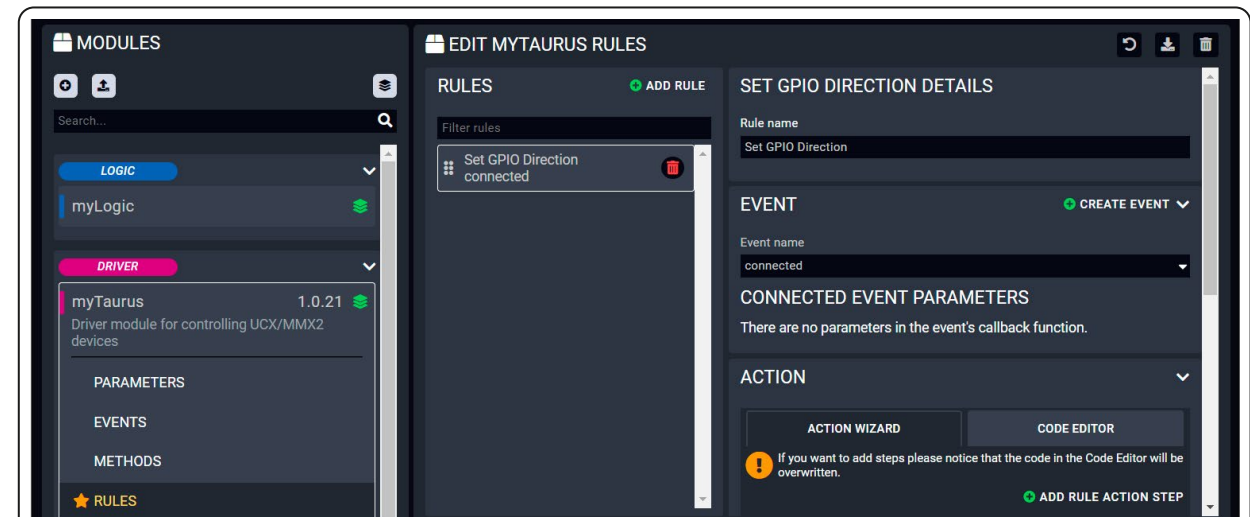 MODULES
Search...
LOGIC
myLogic
DRIVER
myTaurus 1.0.21
Driver module for controlling UCX/MMX2
devices
PARAMETERS
EVENTS
METHODS
RULES
EDIT MYTAURUS RULES
RULES ADD RULE
Filter rules
Set GPIO Direction
connected
SET GPIO DIRECTION DETAILS
Rule name
Set GPIO Direction
EVENT CREATE EVENT
Event name
connected
CONNECTED EVENT PARAMETERS
There are no parameters in the event's callback function.
ACTION
ACTION WIZARD CODE EDITOR
If you want to add steps please notice that the code in the Code Editor will be
overwritten.
ADD RULE ACTION STEP